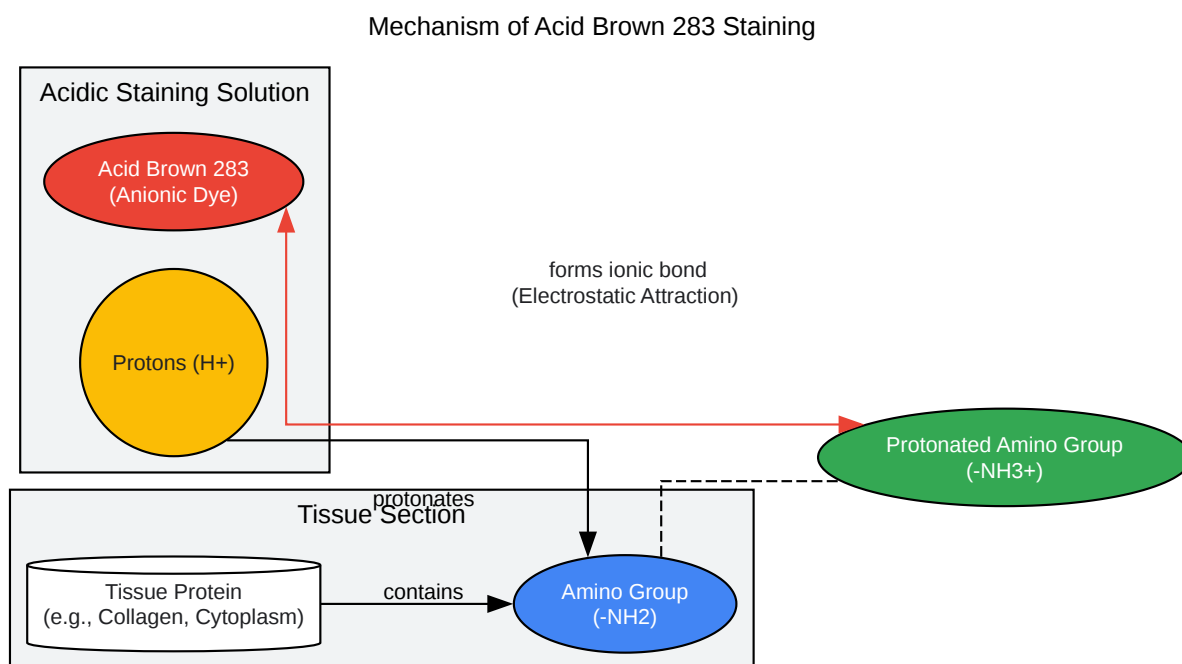 Mechanism of Acid Brown 283 Staining
Acidic Staining Solution
Acid Brown 283
(Anionic Dye)
forms ionic bond
(Electrostatic Attraction)
Protons (H+)
Protonated Amino Group
(-NH3+)
protonates
Tissue Section
Tissue Protein
(e.g., Collagen, Cytoplasm)
contains
Amino Group
(-NH2)